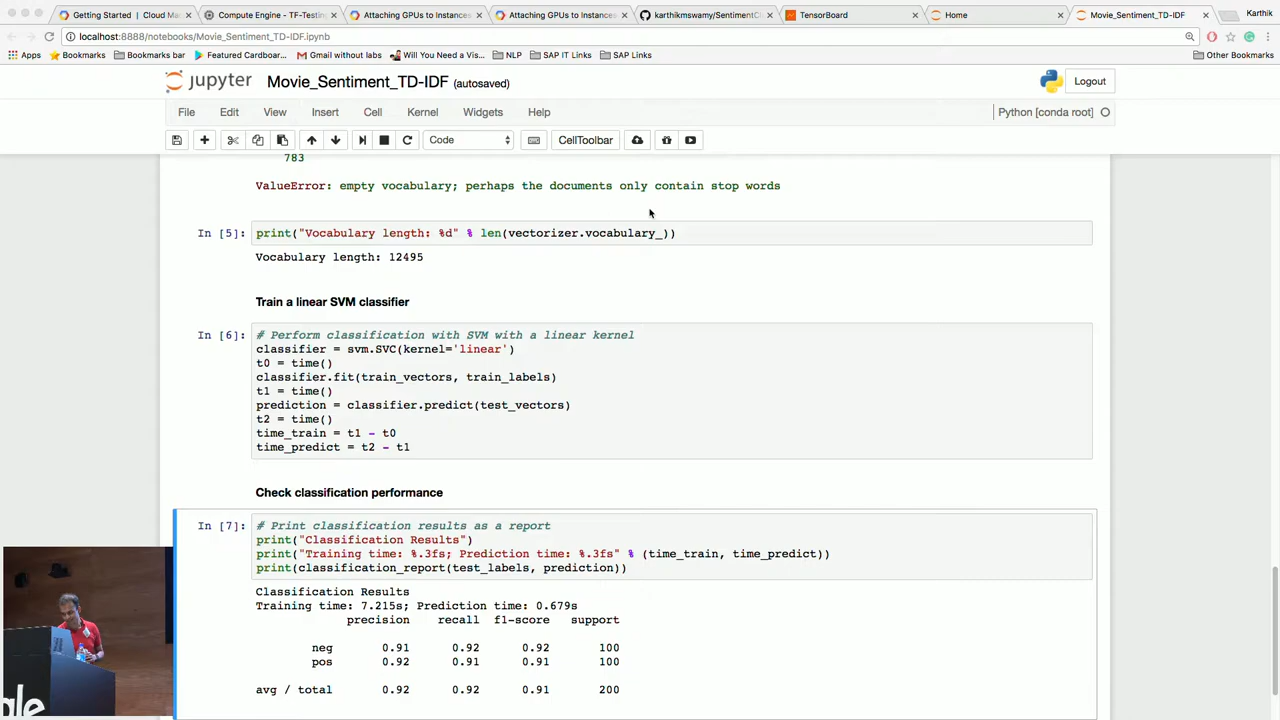 Getting Started | Cloud Ma
Compute Engine - TF-Testin
Attaching GPUs to Instances
Attaching GPUs to Instances
karthikmswamy/SentimentC
TensorBoard
Home
Movie_Sentiment_TD-IDF
Karthik
localhost:8888/notebooks/Movie_Sentiment_TD-IDF.ipynb
Apps
Bookmarks
Bookmarks bar
Featured Cardboar...
Gmail without labs
Will You Need a Vis...
NLP
SAP IT Links
SAP Links
Other Bookmarks
jupyter
Movie_Sentiment_TD-IDF (autosaved)
Logout
File Edit View Insert Cell Kernel Widgets Help
Python [conda root]
Code
CellToolbar
783
ValueError: empty vocabulary; perhaps the documents only contain stop words
In [5]: print("Vocabulary length: %d" % len(vectorizer.vocabulary_))
Vocabulary length: 12495
Train a linear SVM classifier
In [6]: # Perform classification with SVM with a linear kernel
classifier = svm.SVC(kernel='linear')
t0 = time()
classifier.fit(train_vectors, train_labels)
t1 = time()
prediction = classifier.predict(test_vectors)
t2 = time()
time_train = t1 - t0
time_predict = t2 - t1
Check classification performance
In [7]: # Print classification results as a report
print("Classification Results")
print("Training time: %.3fs; Prediction time: %.3fs" % (time_train, time_predict))
print(classification_report(test_labels, prediction))
Classification Results
Training time: 7.215s; Prediction time: 0.679s
precision recall f1-score support
neg 0.91 0.92 0.92 100
pos 0.92 0.91 0.91 100
avg / total 0.92 0.92 0.91 200
gle